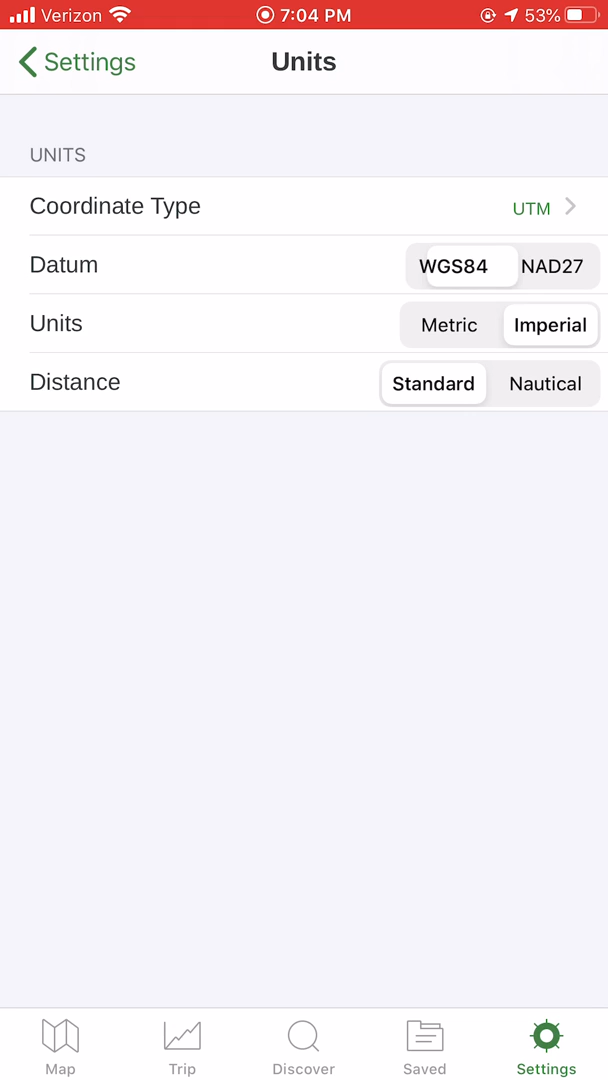 Verizon 7:04 PM 53%
Settings Units
UNITS
Coordinate Type UTM
Datum WGS84 NAD27
Units Metric Imperial
Distance Standard Nautical
Map Trip Discover Saved Settings